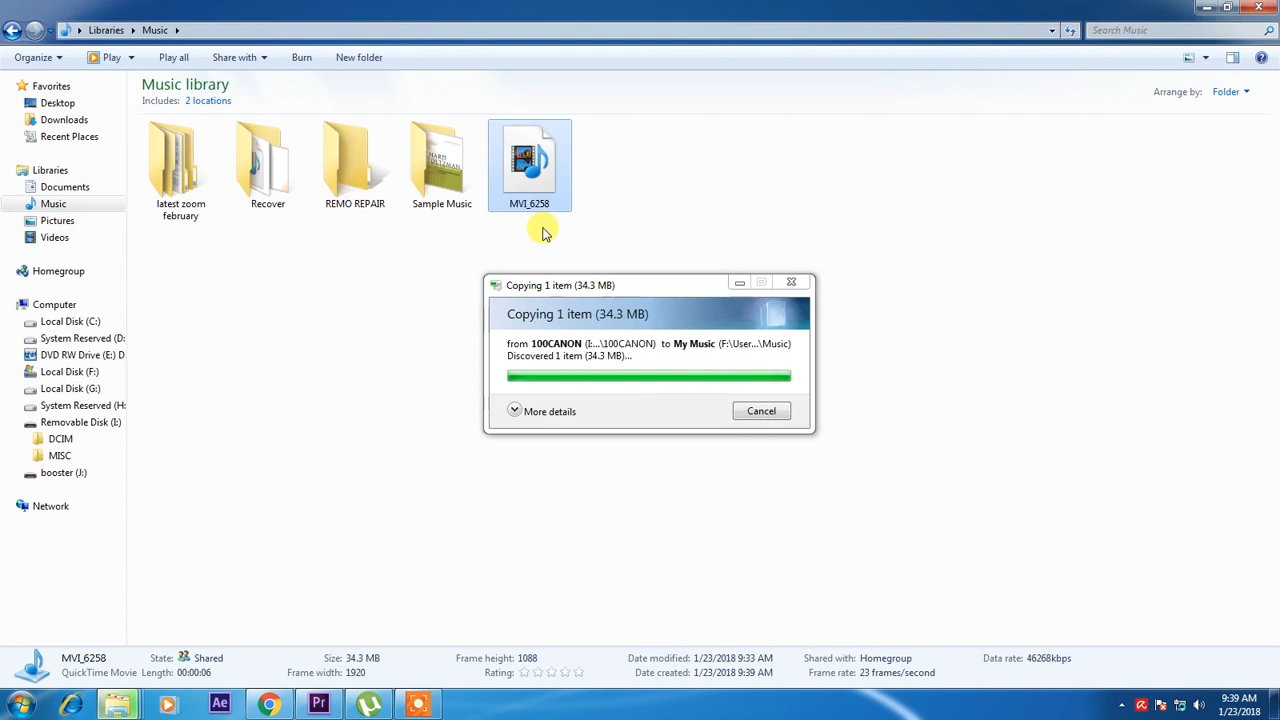 Libraries
Music
Search Music
Organize
Play
Play all
Share with
Burn
New folder
Favorites
Desktop
Downloads
Recent Places
Libraries
Documents
Music
Pictures
Videos
Homegroup
Computer
Local Disk (C:)
System Reserved (D:
DVD RW Drive (E:) D
Local Disk (F:)
Local Disk (G:)
System Reserved (H:
Removable Disk (I:)
DCIM
MISC
booster (J:)
Network
Music library
Includes: 2 locations
Arrange by: Folder
latest zoom
february
Recover
REMO REPAIR
Sample Music
MVI_6258
Copying 1 item (34.3 MB)
Copying 1 item (34.3 MB)
from 100CANON (I:...\100CANON) to My Music (F:\User...\Music)
Discovered 1 item (34.3 MB)...
More details
Cancel
MVI_6258
QuickTime Movie
State: Shared
Length: 00:00:06
Size: 34.3 MB
Frame width: 1920
Frame height: 1088
Rating:
Date modified: 1/23/2018 9:33 AM
Date created: 1/23/2018 9:39 AM
Shared with: Homegroup
Frame rate: 23 frames/second
Data rate: 46268kbps
Ae
Pr
9:39 AM
1/23/2018